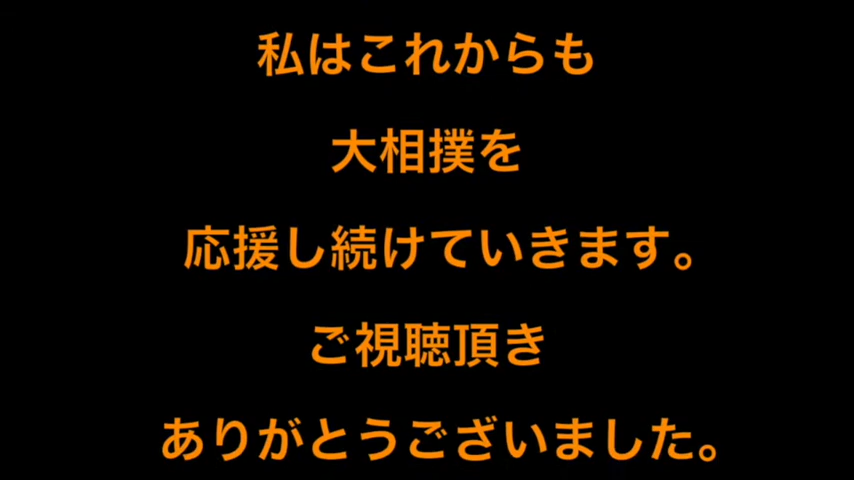 私はこれからも
大相撲を
応援し続けていきます。
ご視聴頂き
ありがとうございました。